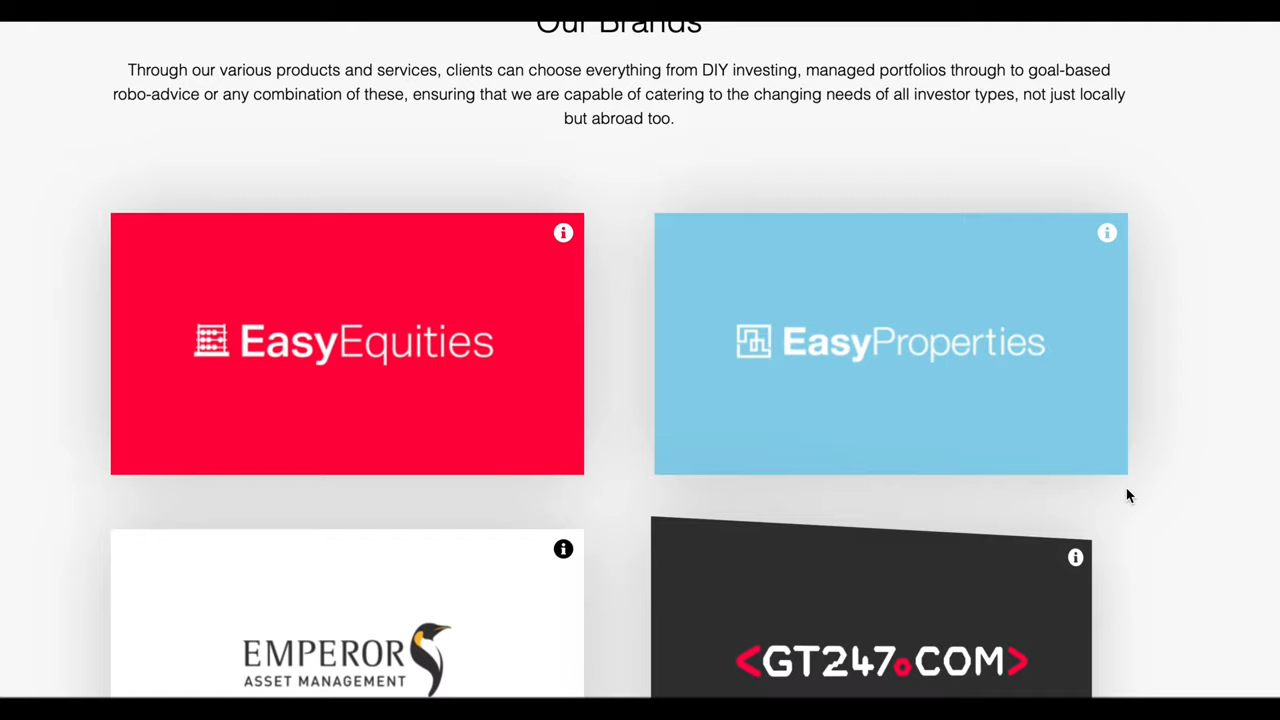 Our Brands
Through our various products and services, clients can choose everything from DIY investing, managed portfolios through to goal-based
robo-advice or any combination of these, ensuring that we are capable of catering to the changing needs of all investor types, not just locally
but abroad too.
EasyEquities
EasyProperties
EMPEROR
ASSET MANAGEMENT
<GT247.COM>